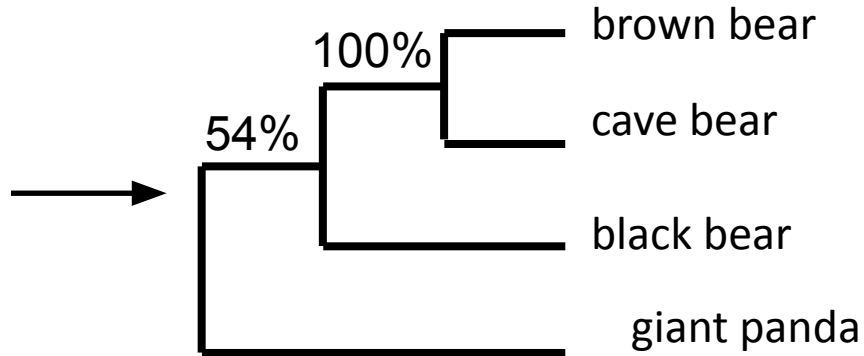 brown bear
100%
cave bear
54%
black bear
giant panda